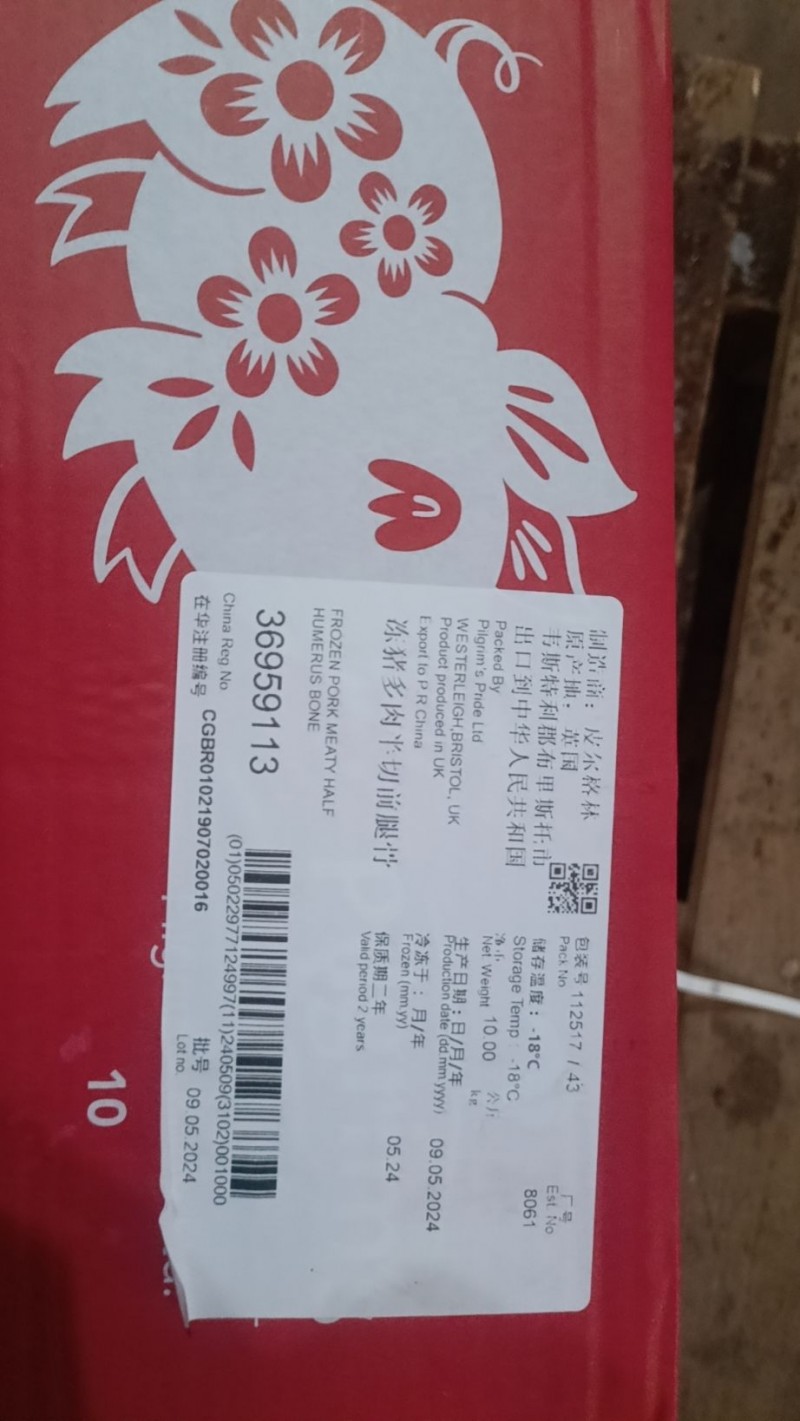 制造商：皮尔格林
原产地：英国
韦斯特利郡布里斯托市
出口到中华人民共和国
Packed By
Pilgrim's Pride Ltd
WESTERLEIGH,BRISTOL, UK
Product produced in UK
Export to P R China
冻猪多肉半切前腿骨
FROZEN PORK MEATY HALF
HUMERUS BONE
36959113
China Reg No
在华注册编号 CGBR01021907020016
包装号 112517 / 43
Pack No
储存温度：-18°C
Storage Temp -18°C
净重
Net Weight 10.00 公斤
kg
生产日期：日/月/年
Production date (dd.mm.yyyy) 09.05.2024
冷冻于：月/年
Frozen (mm.yy) 05.24
保质期二年
Valid period 2 years
厂号
Est. No
8061
(01)05022977124997(11)240509(3102)001000
批号 09.05.2024
Lot no.
10